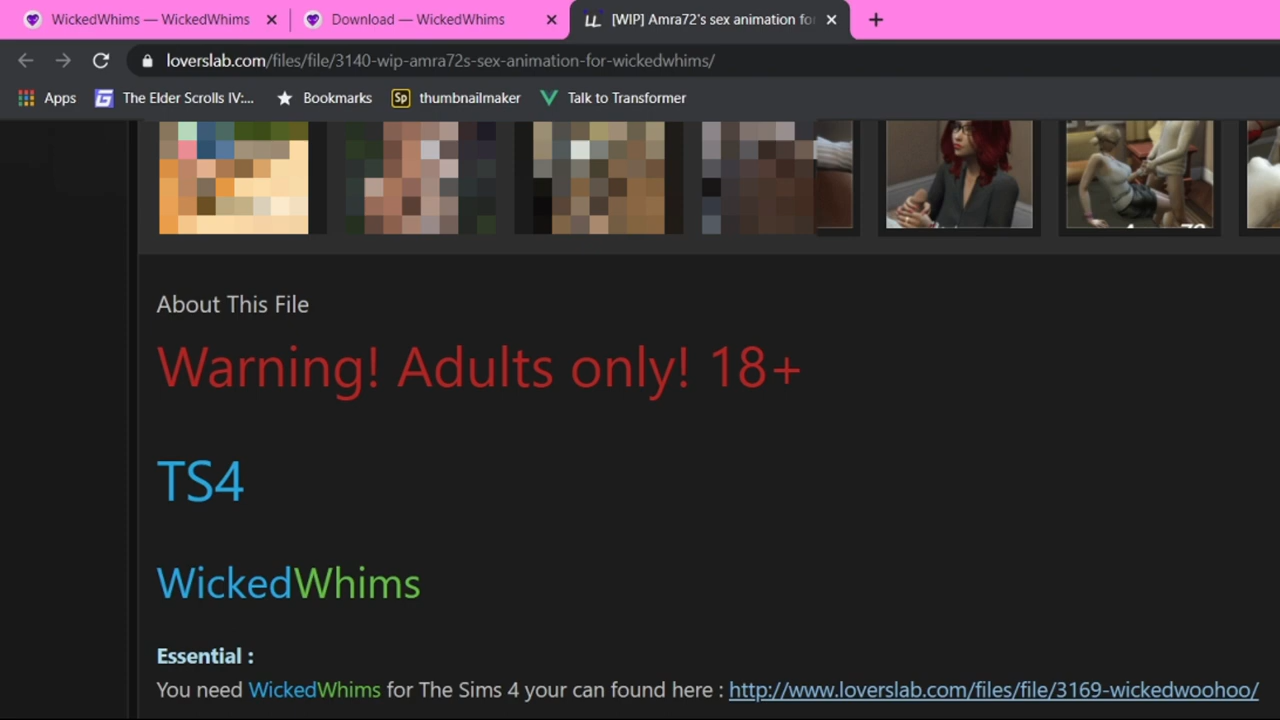 WickedWhims — WickedWhims
Download — WickedWhims
[WIP] Amra72's sex animation fo
loverslab.com/files/file/3140-wip-amra72s-sex-animation-for-wickedwhims/
Apps
The Elder Scrolls IV:...
Bookmarks
Sp
thumbnailmaker
Talk to Transformer
About This File
Warning! Adults only! 18+
TS4
WickedWhims
Essential :
You need WickedWhims for The Sims 4 your can found here : http://www.loverslab.com/files/file/3169-wickedwoohoo/